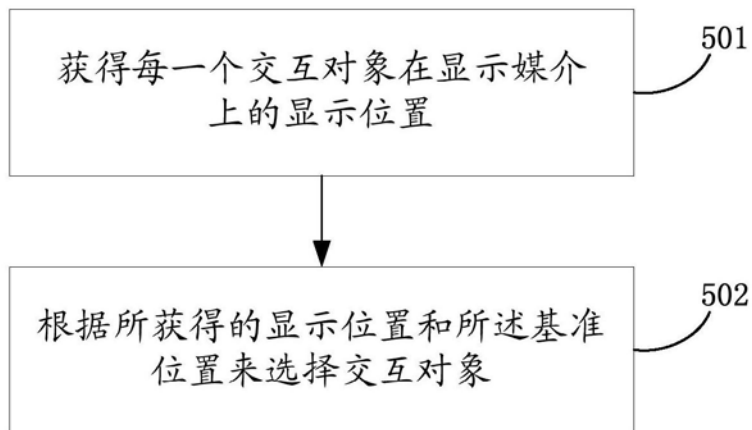 获得每一个交互对象在显示媒介
上的显示位置
501
根据所获得的显示位置和所述基准
位置来选择交互对象
502